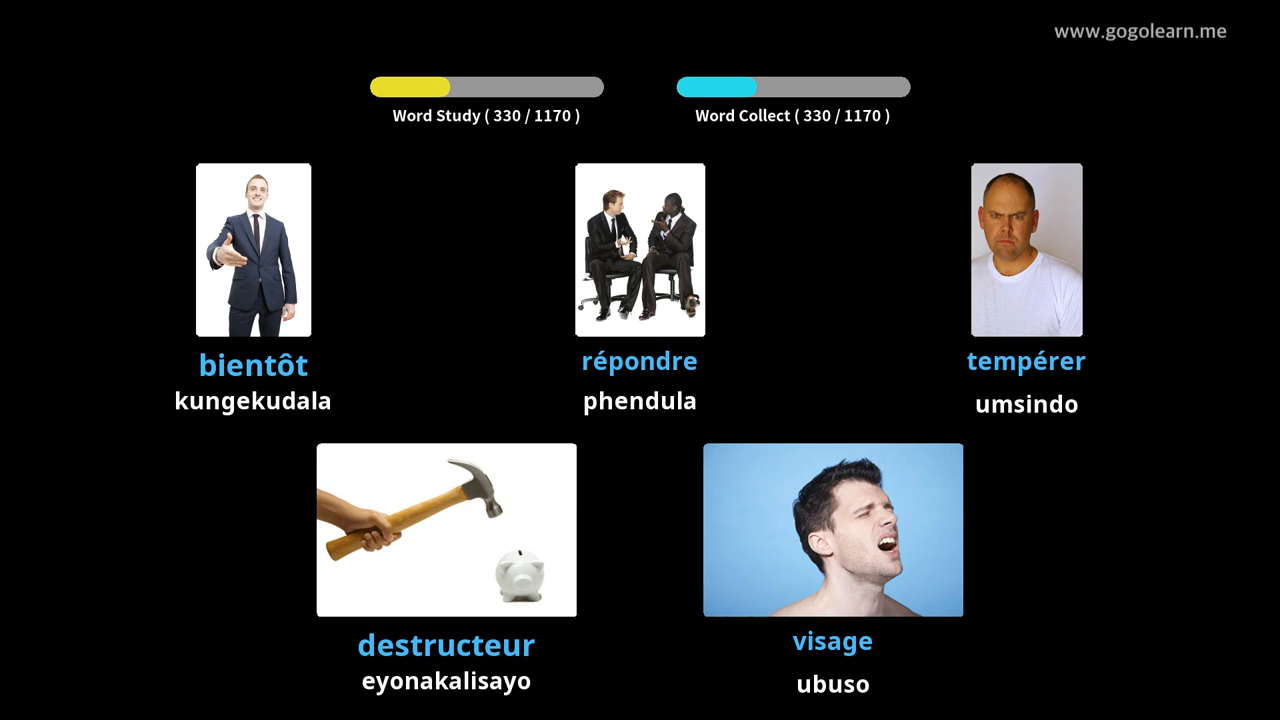 www.gogolearn.me
Word Study ( 330 / 1170 )
Word Collect ( 330 / 1170 )
bientôt
kungekudala
répondre
phendula
tempérer
umsindo
destructeur
eyonakalisayo
visage
ubuso